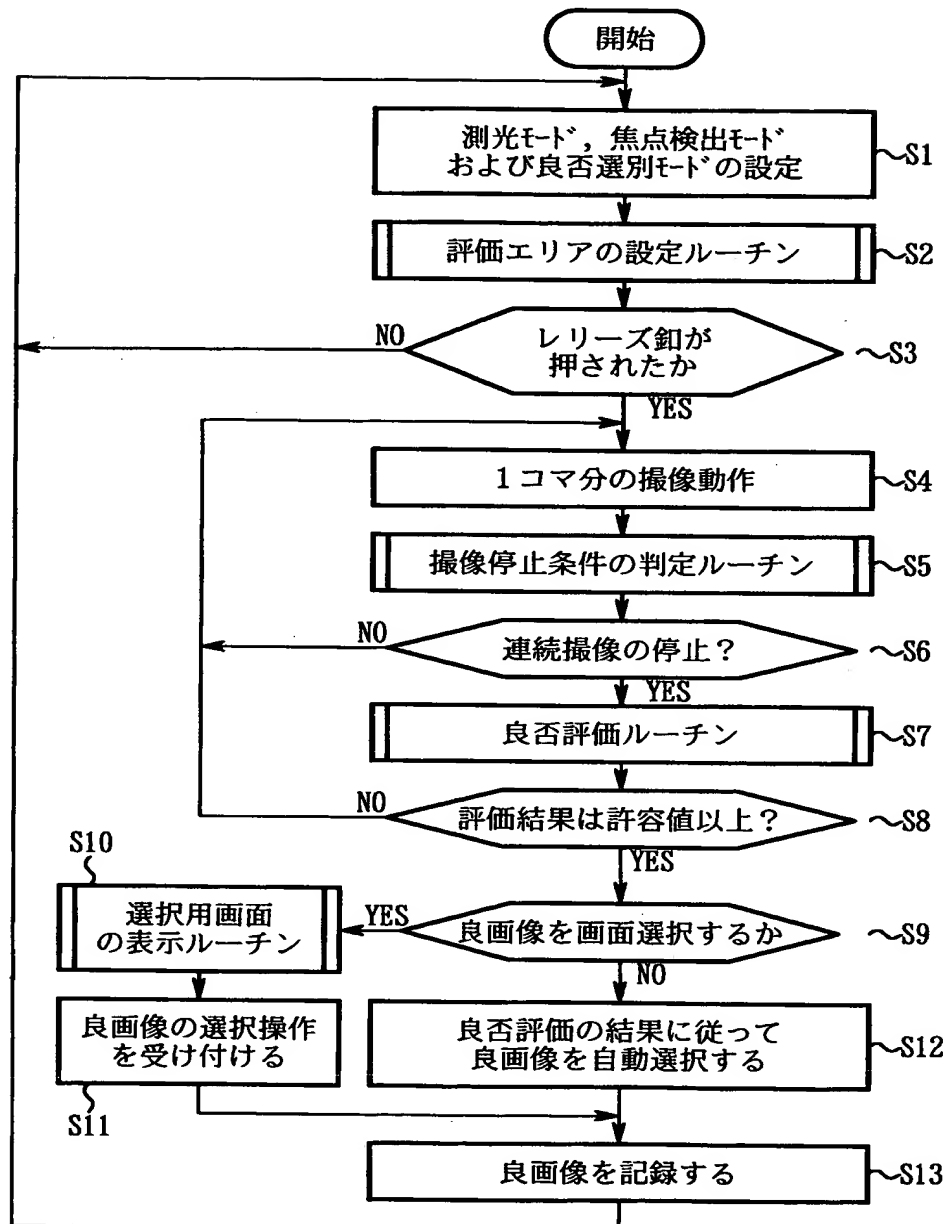 開始
測光ﾓｰﾄﾞ, 焦点検出ﾓｰﾄﾞ
および良否選別ﾓｰﾄﾞの設定
~S1
評価エリアの設定ルーチン
~S2
レリーズ釦が
押されたか
~S3
NO
YES
1コマ分の撮像動作
~S4
撮像停止条件の判定ルーチン
~S5
連続撮像の停止?
~S6
NO
YES
良否評価ルーチン
~S7
評価結果は許容値以上?
~S8
NO
YES
良画像を画面選択するか
~S9
YES
NO
S10
選択用画面
の表示ルーチン
良画像の選択操作
を受け付ける
S11
良否評価の結果に従って
良画像を自動選択する
~S12
良画像を記録する
~S13